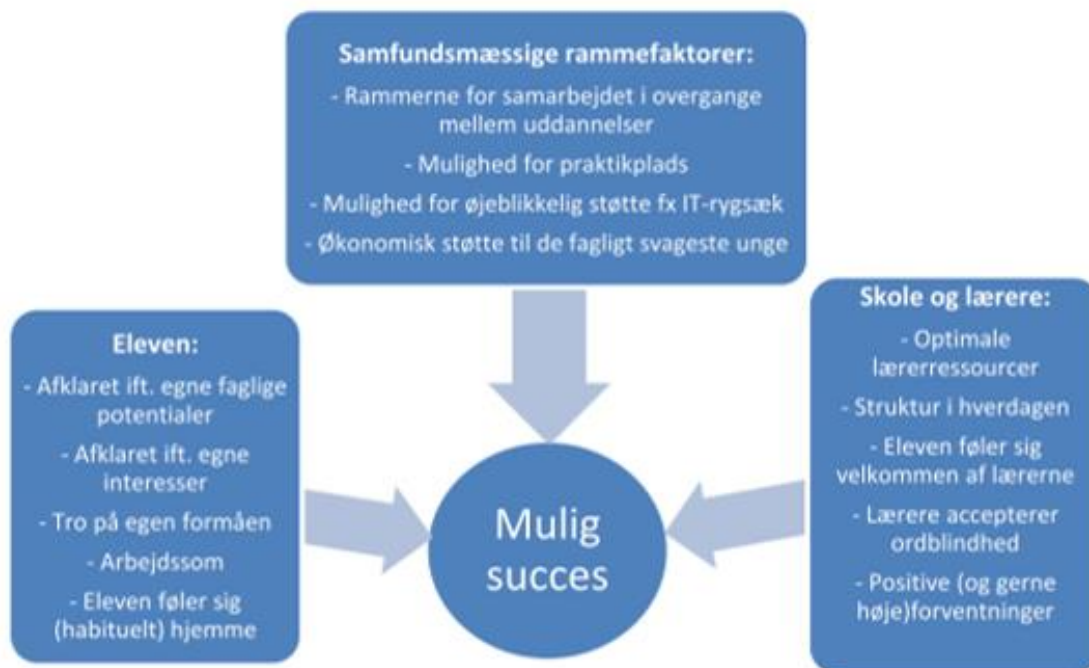 Samfundsmæssige rammefaktorer:
- Rammerne for samarbejdet i overgange
mellem uddannelser
- Mulighed for praktikplads
- Mulighed for øjeblikkelig støtte fx IT-rygsæk
- Økonomisk støtte til de fagligt svageste unge
Eleven:
- Afklaret ift. egne faglige
potentialer
- Afklaret ift. egne
interesser
- Tro på egen formåen
- Arbejdssom
- Eleven føler sig
(habituelt) hjemme
Mulig
succes
Skole og lærere:
- Optimale
lærerressourcer
- Struktur i hverdagen
- Eleven føler sig
velkommen af lærerne
- Lærere accepterer
ordblindhed
- Positive (og gerne
høje)forventninger